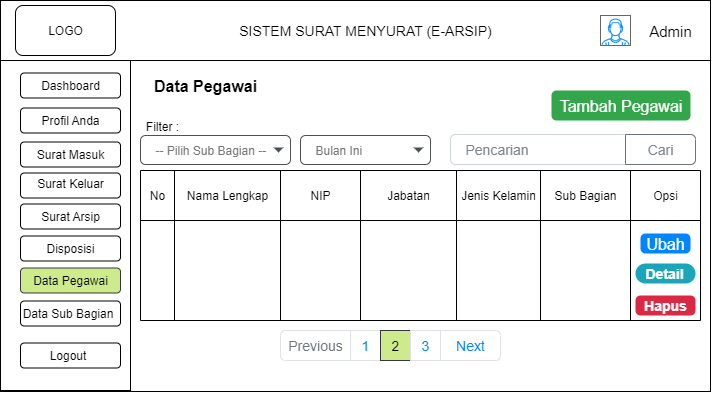 LOGO
SISTEM SURAT MENYURAT (E-ARSIP)
Admin
Dashboard
Profil Anda
Surat Masuk
Surat Keluar
Surat Arsip
Disposisi
Data Pegawai
Data Sub Bagian
Logout
Data Pegawai
Tambah Pegawai
Filter :
-- Pilih Sub Bagian -- Bulan Ini Pencarian Cari
No Nama Lengkap NIP Jabatan Jenis Kelamin Sub Bagian Opsi
Ubah
Detail
Hapus
Previous 1 2 3 Next